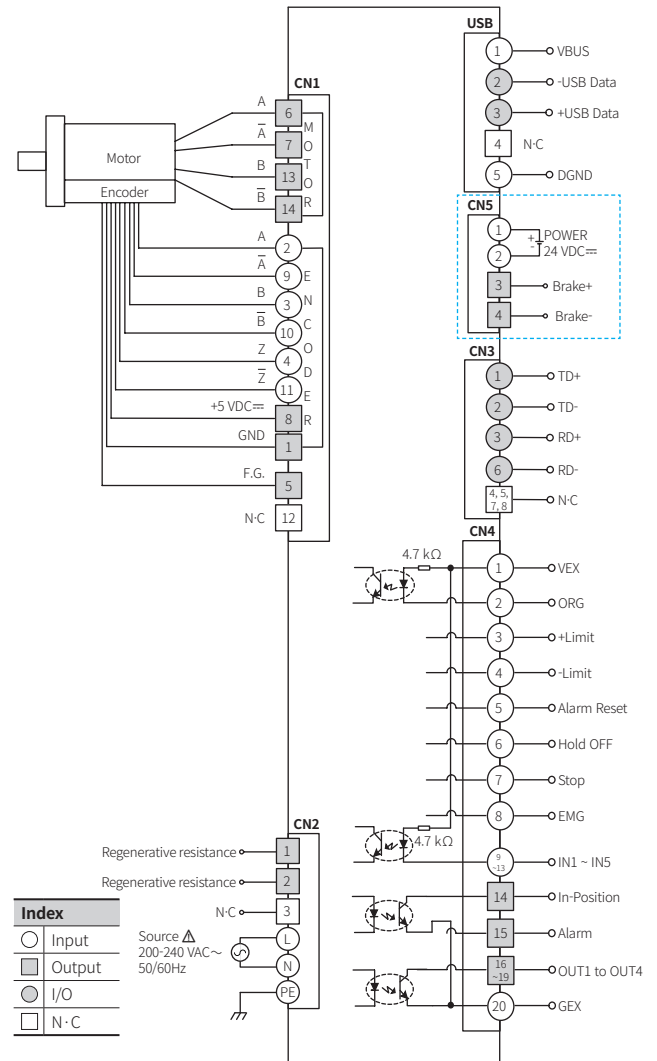 USB
1 VBUS
2 -USB Data
3 +USB Data
4 N·C
5 DGND
CN5
1 + POWER
2 - 24 VDC⎓
3 Brake+
4 Brake-
CN3
1 TD+
2 TD-
3 RD+
6 RD-
4, 5,
7, 8 N·C
CN4
4.7 kΩ
1 VEX
2 ORG
3 +Limit
4 -Limit
5 Alarm Reset
6 Hold OFF
7 Stop
8 EMG
4.7 kΩ
9
~13 IN1 ~ IN5
14 In-Position
15 Alarm
16
~19 OUT1 to OUT4
20 GEX
CN1
Motor
Encoder
MOTOR
A 6
A̅ 7
B 13
B̅ 14
ENCODER
A 2
A̅ 9
B 3
B̅ 10
Z 4
Z̅ 11
+5 VDC⎓ 8
GND 1
F.G. 5
N·C 12
CN2
Regenerative resistance 1
Regenerative resistance 2
N·C 3
Source ⚠
200-240 VAC～
50/60Hz
L
N
PE
Index
Input
Output
I/O
N·C